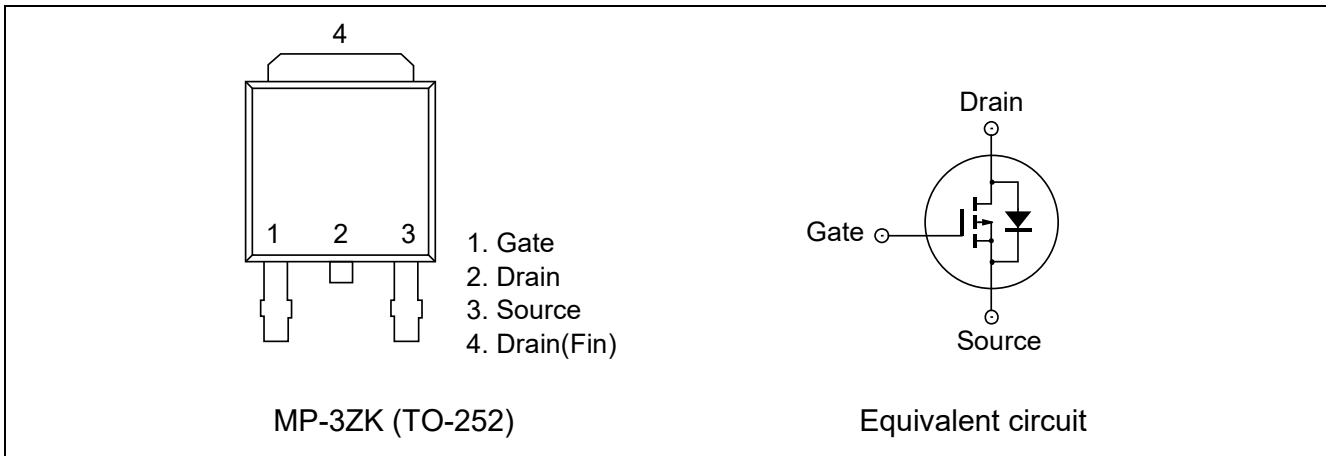 4
1 2 3
1. Gate
2. Drain
3. Source
4. Drain(Fin)
MP-3ZK (TO-252)
Drain
Gate
Source
Equivalent circuit